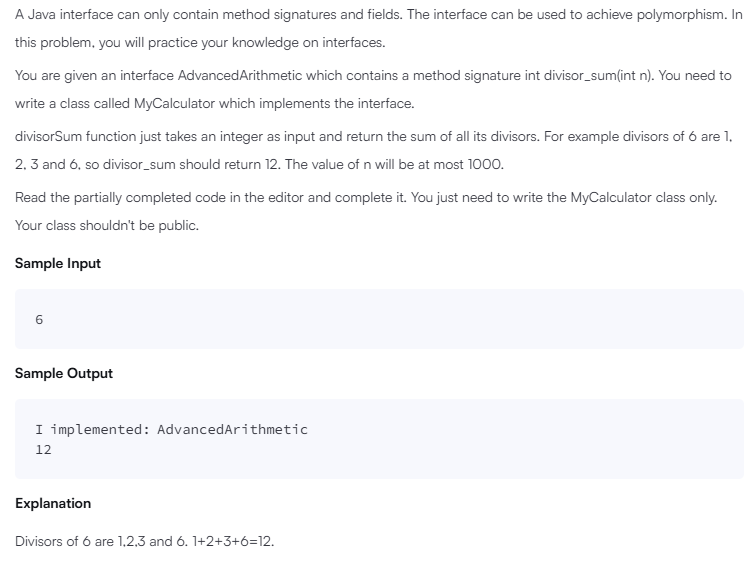 A Java interface can only contain method signatures and fields. The interface can be used to achieve polymorphism. In
this problem, you will practice your knowledge on interfaces.
You are given an interface AdvancedArithmetic which contains a method signature int divisor_sum(int n). You need to
write a class called MyCalculator which implements the interface.
divisorSum function just takes an integer as input and return the sum of all its divisors. For example divisors of 6 are 1,
2, 3 and 6, so divisor_sum should return 12. The value of n will be at most 1000.
Read the partially completed code in the editor and complete it. You just need to write the MyCalculator class only.
Your class shouldn't be public.
Sample Input
6
Sample Output
I implemented: AdvancedArithmetic
12
Explanation
Divisors of 6 are 1,2,3 and 6. 1+2+3+6=12.